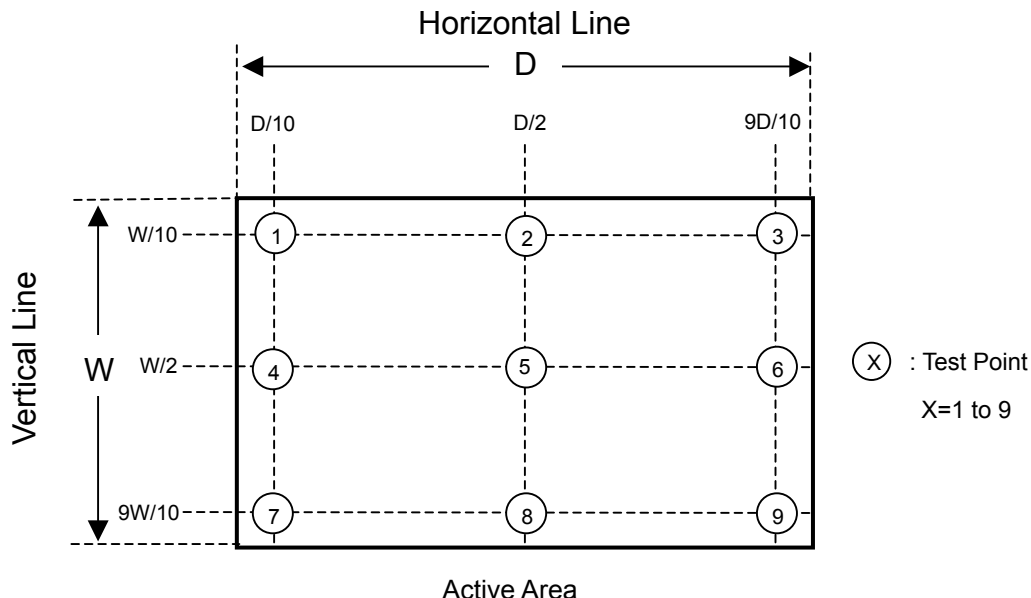 Horizontal Line
D
D/10 D/2 9D/10
W/10 1 2 3
Vertical Line
W
W/2 4 5 6
X : Test Point
X=1 to 9
9W/10 7 8 9
Active Area